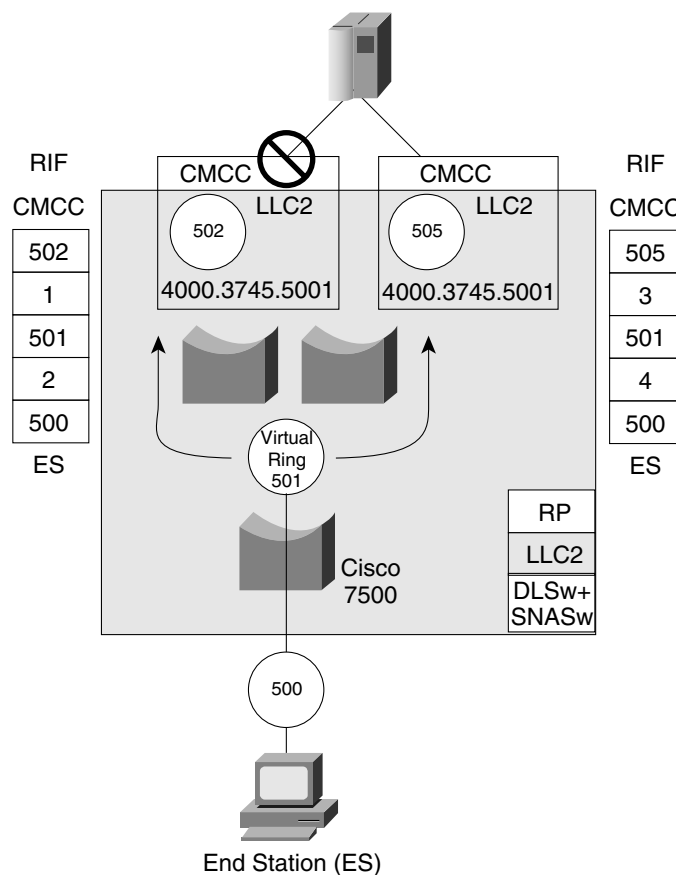 RIF
CMCC
502
1
501
2
500
ES
CMCC
LLC2
502
4000.3745.5001
CMCC
LLC2
505
4000.3745.5001
Virtual
Ring
501
Cisco
7500
RP
LLC2
DLSw+
SNASw
RIF
CMCC
505
3
501
4
500
ES
500
End Station (ES)